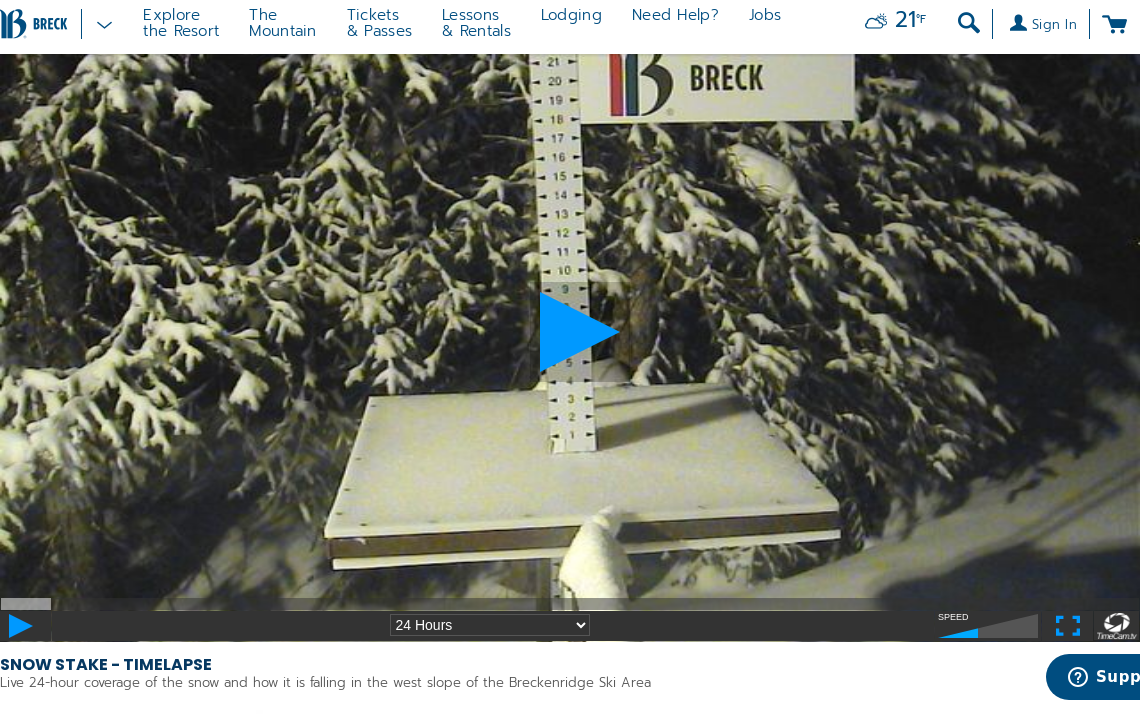 BRECK
Explore
the Resort
The
Mountain
Tickets
& Passes
Lessons
& Rentals
Lodging
Need Help?
Jobs
21°F
Sign In
BRECK
®
21
20
19
18
17
16
15
14
13
12
11
10
9
5
4
3
2
1
24 Hours
SPEED
TimeCam.tv
SNOW STAKE - TIMELAPSE
Live 24-hour coverage of the snow and how it is falling in the west slope of the Breckenridge Ski Area
Supp